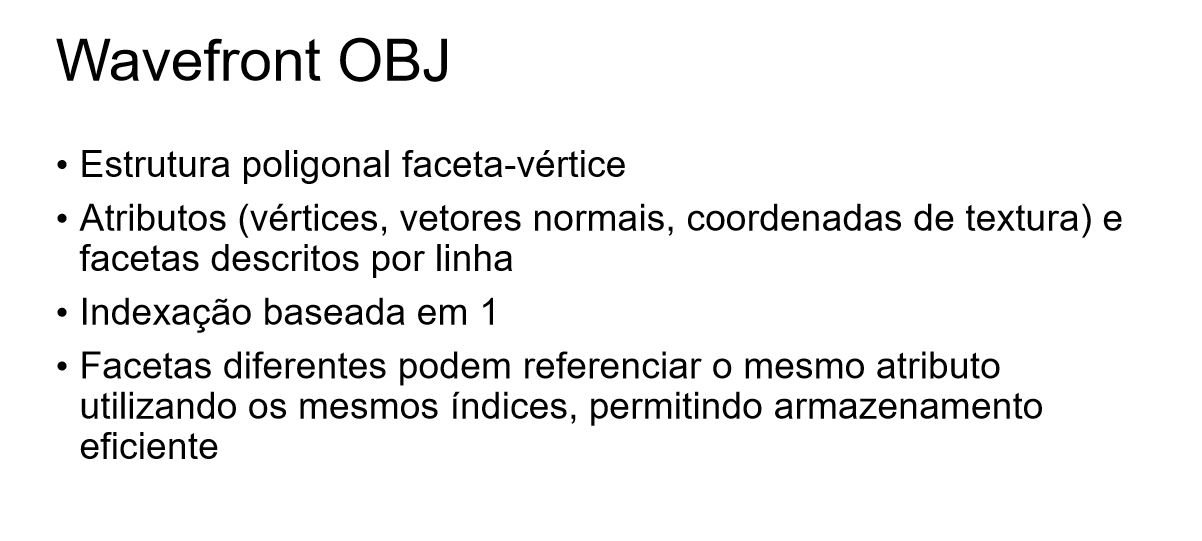 Wavefront OBJ
• Estrutura poligonal faceta-vértice
• Atributos (vértices, vetores normais, coordenadas de textura) e
facetas descritos por linha
• Indexação baseada em 1
• Facetas diferentes podem referenciar o mesmo atributo
utilizando os mesmos índices, permitindo armazenamento
eficiente